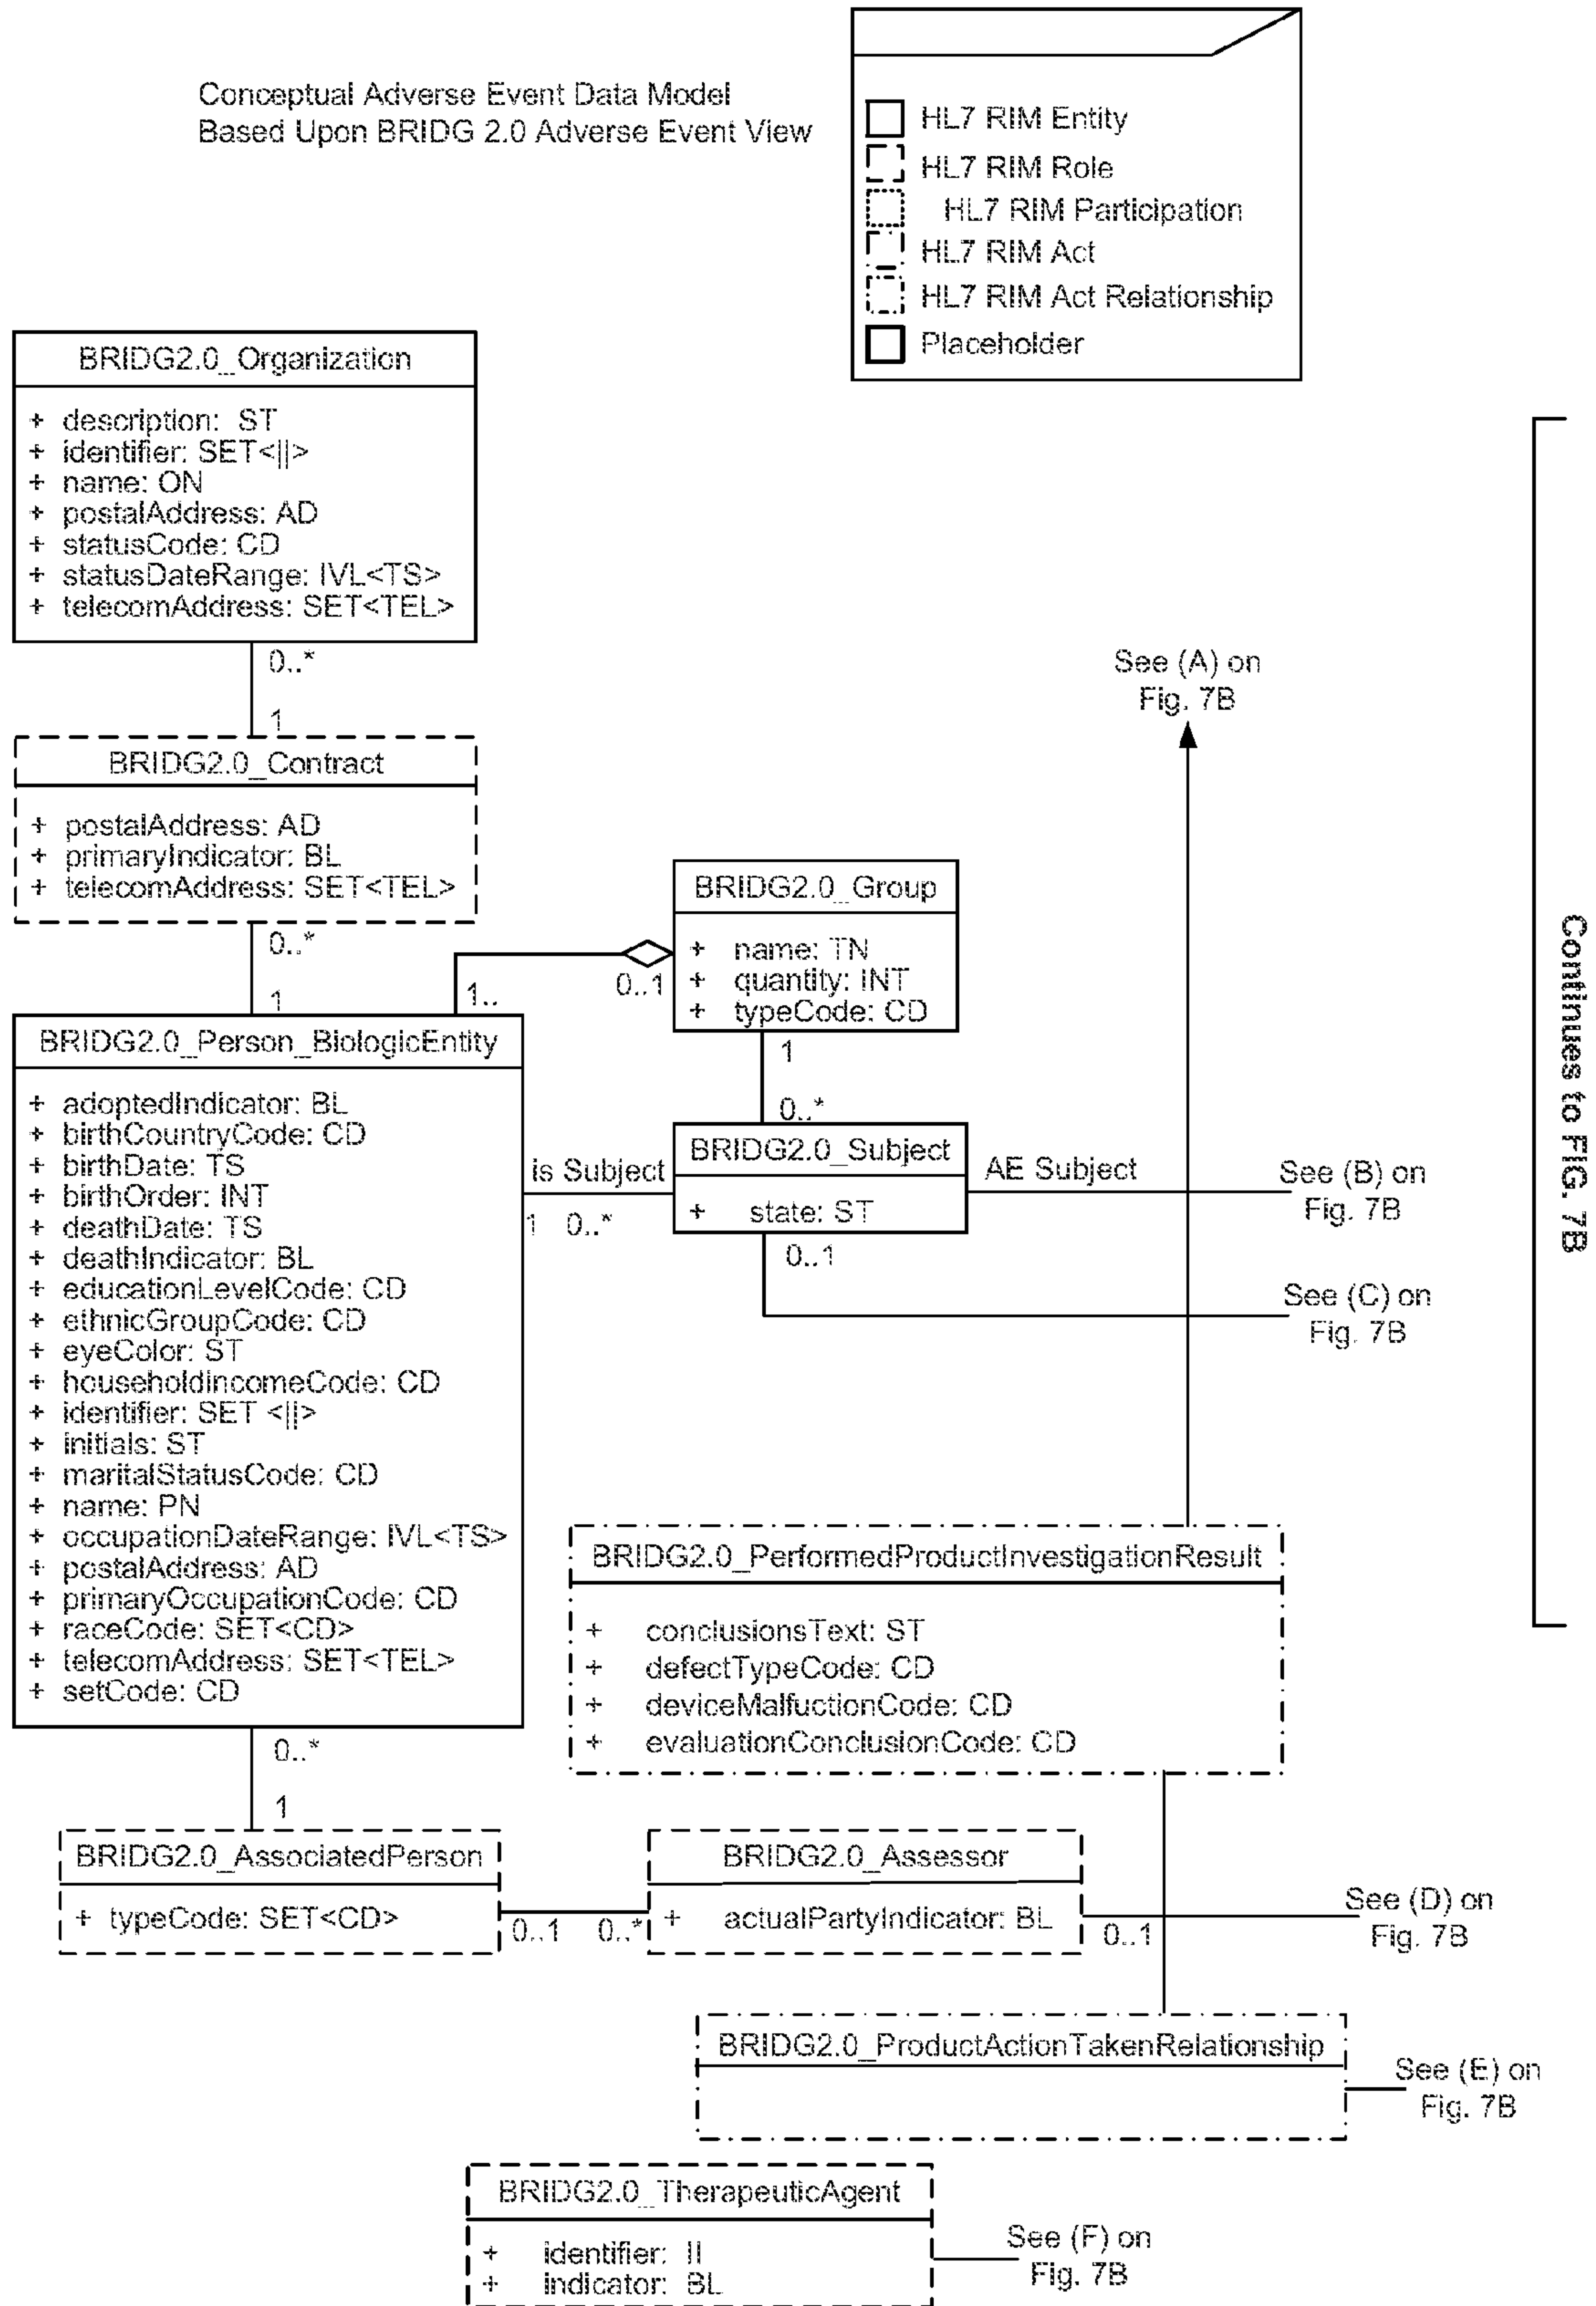 Conceptual Adverse Event Data Model
Based Upon BRIDG 2.0 Adverse Event View
HL7 RIM Entity
HL7 RIM Role
HL7 RIM Participation
HL7 RIM Act
HL7 RIM Act Relationship
Placeholder
BRIDG2.0_Organization
+ description: ST
+ identifier: SET<||>
+ name: ON
+ postalAddress: AD
+ statusCode: CD
+ statusDateRange: IVL<TS>
+ telecomAddress: SET<TEL>
0..*
1
See (A) on
Fig. 7B
BRIDG2.0_Contract
+ postalAddress: AD
+ primaryIndicator: BL
+ telecomAddress: SET<TEL>
0..*
1
BRIDG2.0_Group
+ name: TN
+ quantity: INT
+ typeCode: CD
0..1
1..
1
0..*
BRIDG2.0_Person_BiologicEntity
+ adoptedIndicator: BL
+ birthCountryCode: CD
+ birthDate: TS
+ birthOrder: INT
+ deathDate: TS
+ deathIndicator: BL
+ educationLevelCode: CD
+ ethnicGroupCode: CD
+ eyeColor: ST
+ householdincomeCode: CD
+ identifier: SET <||>
+ initials: ST
+ maritalStatusCode: CD
+ name: PN
+ occupationDateRange: IVL<TS>
+ postalAddress: AD
+ primaryOccupationCode: CD
+ raceCode: SET<CD>
+ telecomAddress: SET<TEL>
+ setCode: CD
is Subject
1 0..*
BRIDG2.0_Subject
+ state: ST
0..1
AE Subject
See (B) on
Fig. 7B
See (C) on
Fig. 7B
Continues to FIG. 7B
BRIDG2.0_PerformedProductInvestigationResult
+ conclusionsText: ST
+ defectTypeCode: CD
+ deviceMalfuctionCode: CD
+ evaluationConclusionCode: CD
0..*
1
BRIDG2.0_AssociatedPerson
+ typeCode: SET<CD>
0..1 0..*
BRIDG2.0_Assessor
+ actualPartyIndicator: BL
0..1
See (D) on
Fig. 7B
BRIDG2.0_ProductActionTakenRelationship
See (E) on
Fig. 7B
BRIDG2.0_TherapeuticAgent
+ identifier: II
+ indicator: BL
See (F) on
Fig. 7B